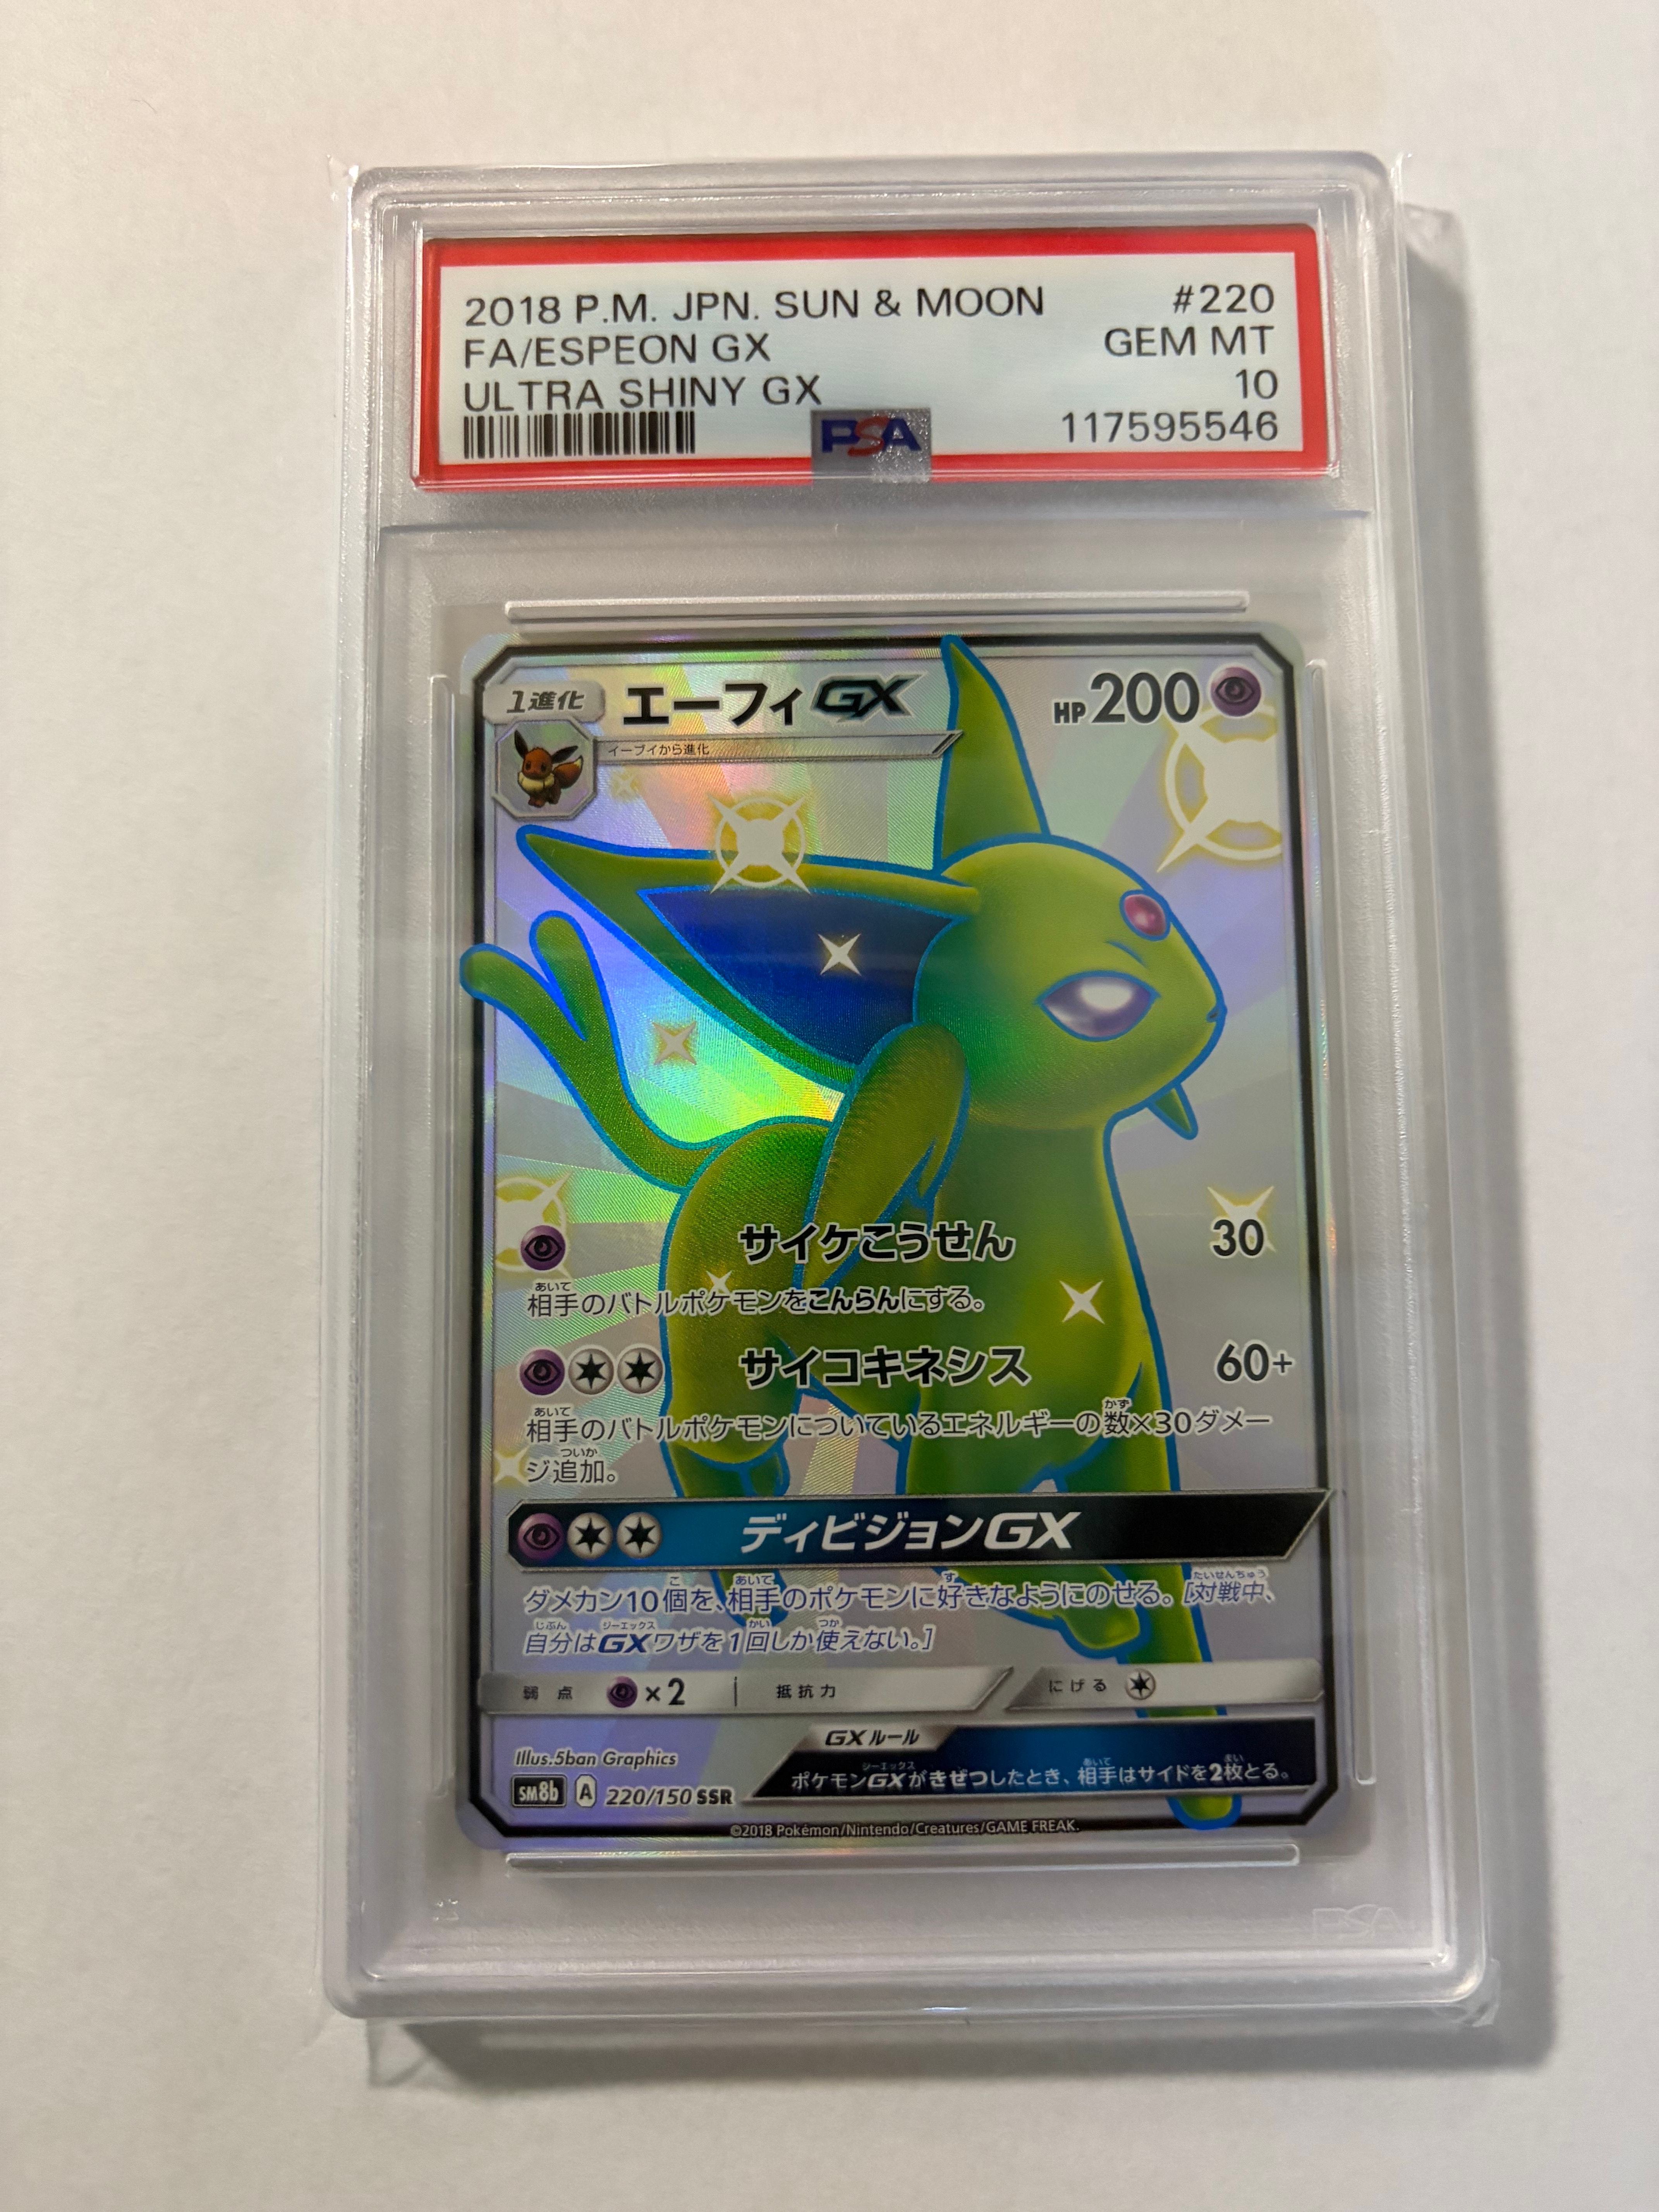 2018 P.M. JPN. SUN & MOON #220
FA/ESPEON GX GEM MT
ULTRA SHINY GX 10
PSA 117595546
1進化 エーフィGX HP200
イーブイから進化
サイケこうせん 30
あいて
相手のバトルポケモンをこんらんにする。
サイコキネシス 60+
あいて かず
相手のバトルポケモンについているエネルギーの数×30ダメー
ついか
ジ追加。
ディビジョンGX
こ あいて す たいせんちゅう
ダメカン10個を、相手のポケモンに好きなようにのせる。[対戦中、
じぶん ジーエックス かい つか
自分はGXワザを1回しか使えない。]
弱点 ×2 抵抗力 にげる
GXルール
ジーエックス あいて まい
ポケモンGXがきぜつしたとき、相手はサイドを2枚とる。
Illus.5ban Graphics
SM8b A 220/150 SSR
©2018 Pokémon/Nintendo/Creatures/GAME FREAK.
PSA